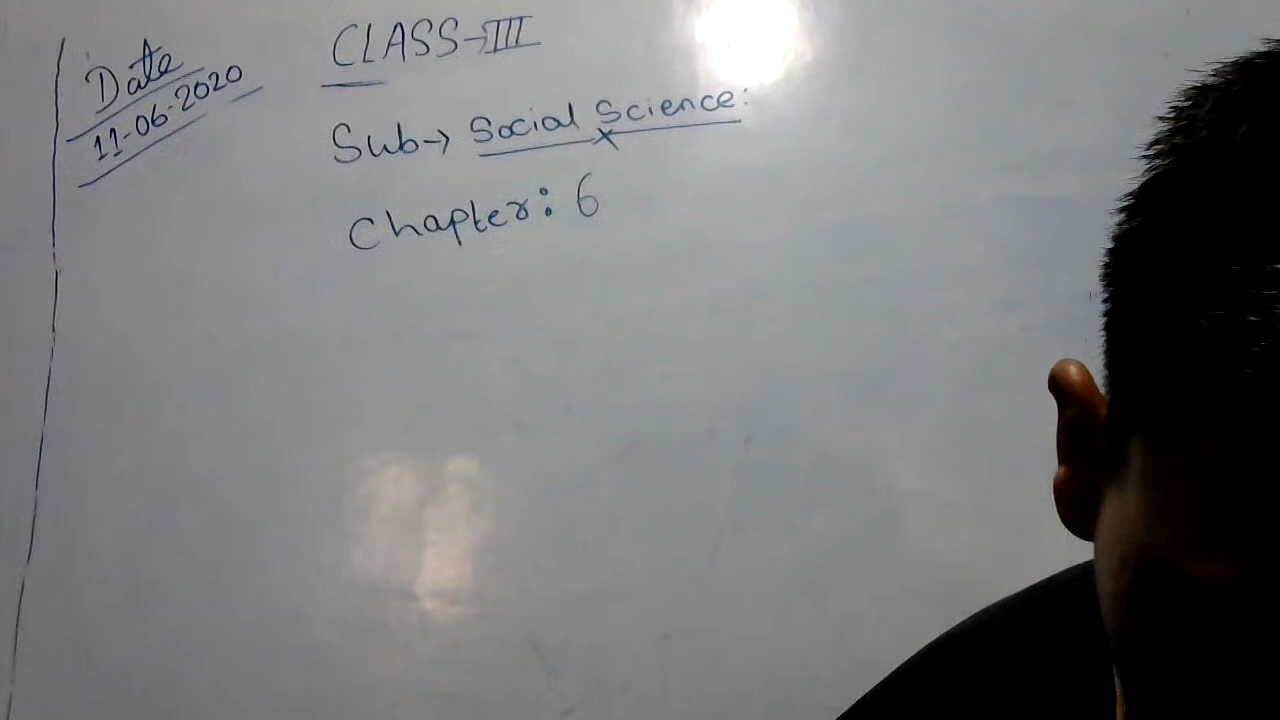 Date
11-06-2020
CLASS→III
Sub→ Social Science:
Chapter: 6